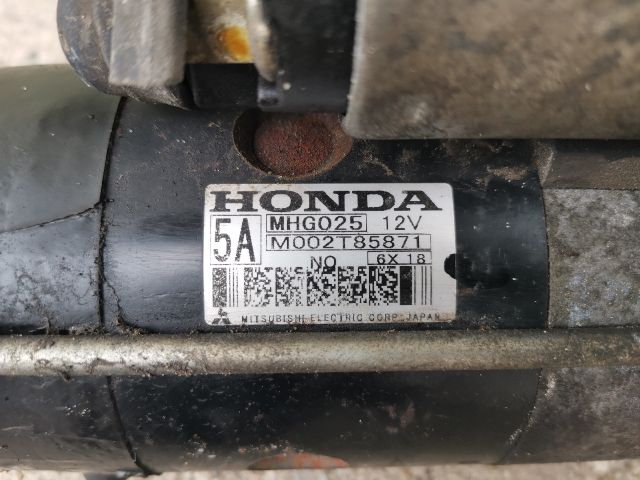 HONDA
5A MHG025 12V
M002T85871
NO 6X 18
MITSUBISHI ELECTRIC CORP. JAPAN